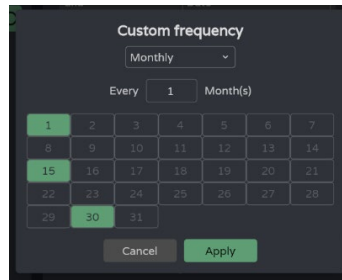 Custom frequency
Monthly
Every 1 Month(s)
1 2 3 4 5 6 7
8 9 10 11 12 13 14
15 16 17 18 19 20 21
22 23 24 25 26 27 28
29 30 31
Cancel Apply